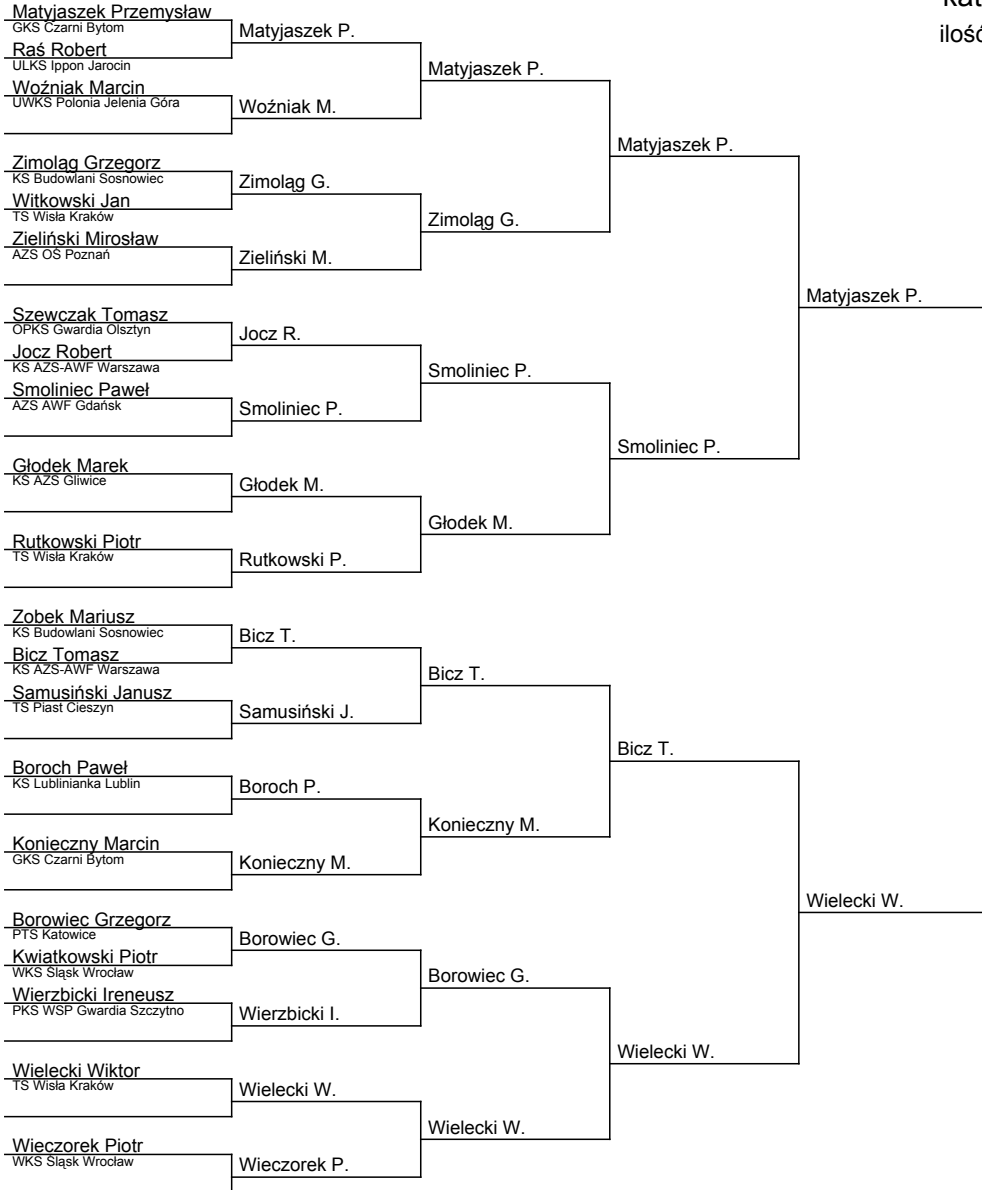 kat
ilość
Matyjaszek Przemysław
GKS Czarni Bytom
Matyjaszek P.
Raś Robert
ULKS Ippon Jarocin
Matyjaszek P.
Woźniak Marcin
UWKS Polonia Jelenia Góra
Woźniak M.
Matyjaszek P.
Zimoląg Grzegorz
KS Budowlani Sosnowiec
Zimoląg G.
Witkowski Jan
TS Wisła Kraków
Zimoląg G.
Zieliński Mirosław
AZS OŚ Poznań
Zieliński M.
Matyjaszek P.
Szewczak Tomasz
OPKS Gwardia Olsztyn
Jocz R.
Jocz Robert
KS AZS-AWF Warszawa
Smoliniec P.
Smoliniec Paweł
AZS AWF Gdańsk
Smoliniec P.
Smoliniec P.
Głodek Marek
KS AZS Gliwice
Głodek M.
Głodek M.
Rutkowski Piotr
TS Wisła Kraków
Rutkowski P.
Zobek Mariusz
KS Budowlani Sosnowiec
Bicz T.
Bicz Tomasz
KS AZS-AWF Warszawa
Bicz T.
Samusiński Janusz
TS Piast Cieszyn
Samusiński J.
Bicz T.
Boroch Paweł
KS Lublinianka Lublin
Boroch P.
Konieczny M.
Konieczny Marcin
GKS Czarni Bytom
Konieczny M.
Wielecki W.
Borowiec Grzegorz
PTS Katowice
Borowiec G.
Kwiatkowski Piotr
WKS Śląsk Wrocław
Borowiec G.
Wierzbicki Ireneusz
PKS WSP Gwardia Szczytno
Wierzbicki I.
Wielecki W.
Wielecki Wiktor
TS Wisła Kraków
Wielecki W.
Wielecki W.
Wieczorek Piotr
WKS Śląsk Wrocław
Wieczorek P.